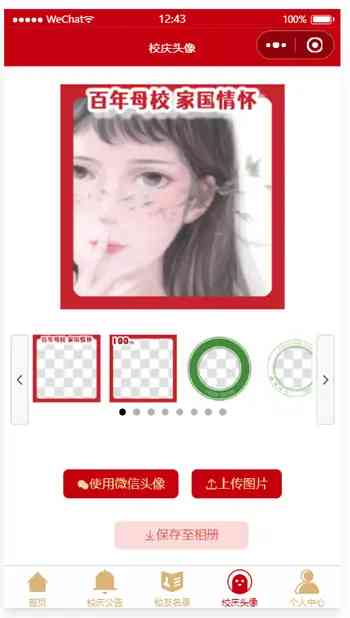 WeChat 12:43 100%
校庆头像
百年母校 家国情怀
百年母校 家国情怀
100
使用微信头像 上传图片
保存至相册
首页 校庆公告 校友名录 校庆头像 个人中心